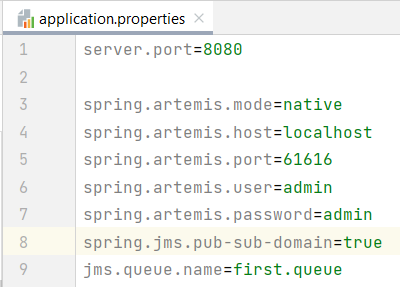 application.properties
1 server.port=8080
2
3 spring.artemis.mode=native
4 spring.artemis.host=localhost
5 spring.artemis.port=61616
6 spring.artemis.user=admin
7 spring.artemis.password=admin
8 spring.jms.pub-sub-domain=true
9 jms.queue.name=first.queue